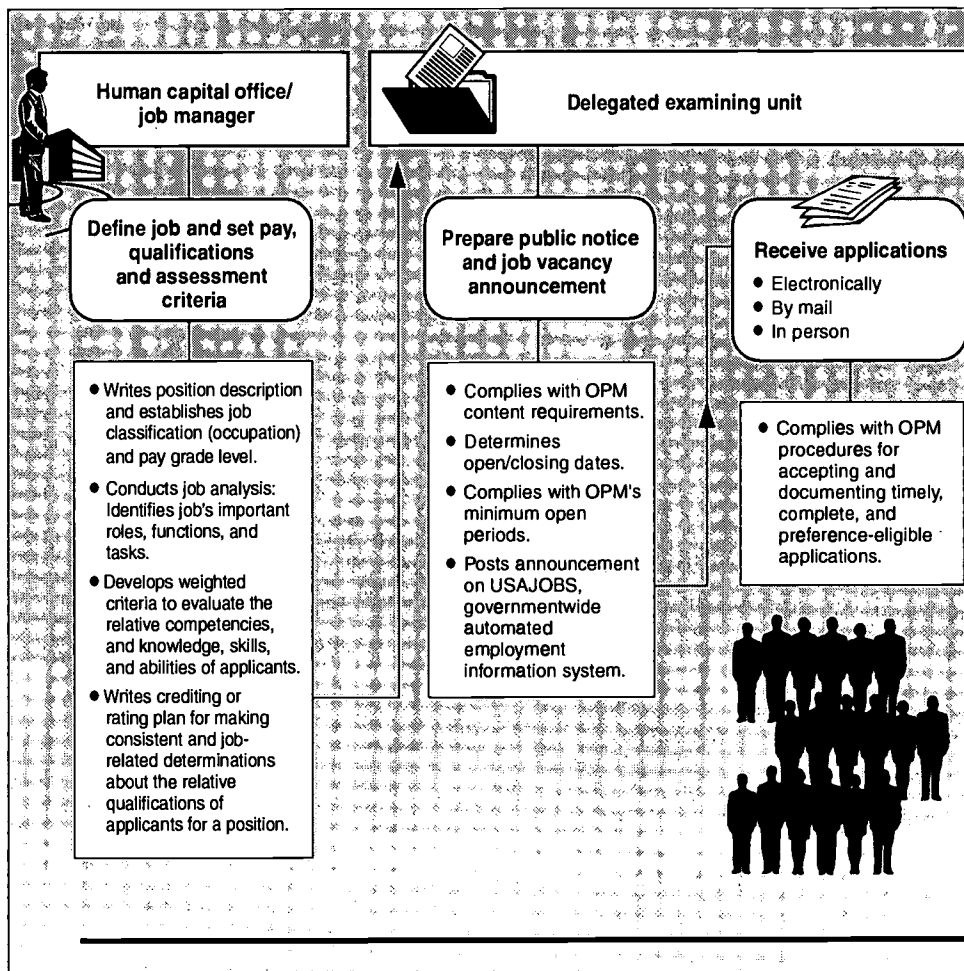 Human capital office/
job manager
Delegated examining unit
Define job and set pay,
qualifications
and assessment
criteria
● Writes position description
and establishes job
classification (occupation)
and pay grade level.
● Conducts job analysis:
Identifies job's important
roles, functions, and
tasks.
● Develops weighted
criteria to evaluate the
relative competencies,
and knowledge, skills,
and abilities of applicants.
● Writes crediting or
rating plan for making
consistent and job-
related determinations
about the relative
qualifications of
applicants for a position.
Prepare public notice
and job vacancy
announcement
● Complies with OPM
content requirements.
● Determines
open/closing dates.
● Complies with OPM's
minimum open
periods.
● Posts announcement
on USAJOBS,
governmentwide
automated
employment
information system.
Receive applications
● Electronically
● By mail
● In person
● Complies with OPM
procedures for
accepting and
documenting timely,
complete, and
preference-eligible
applications.